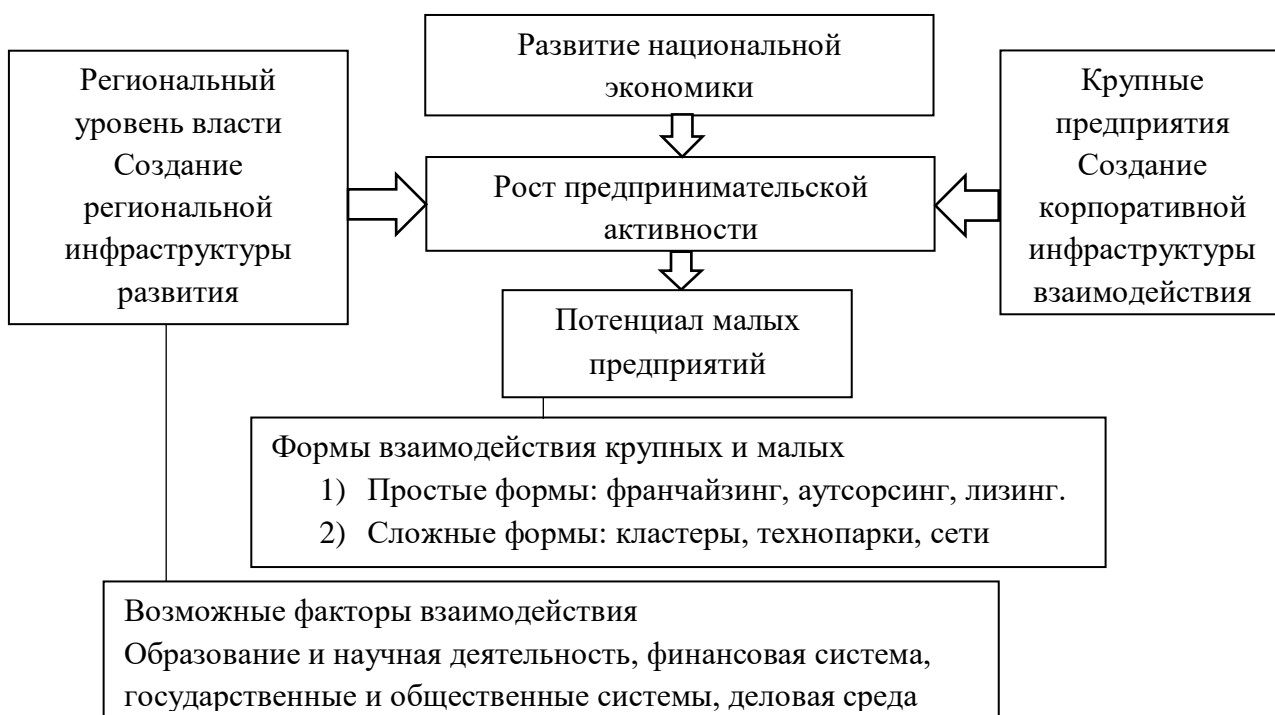 Развитие национальной
экономики
Региональный
уровень власти
Создание
региональной
инфраструктуры
развития
Рост предпринимательской
активности
Крупные
предприятия
Создание
корпоративной
инфраструктуры
взаимодействия
Потенциал малых
предприятий
Формы взаимодействия крупных и малых
1) Простые формы: франчайзинг, аутсорсинг, лизинг.
2) Сложные формы: кластеры, технопарки, сети
Возможные факторы взаимодействия
Образование и научная деятельность, финансовая система,
государственные и общественные системы, деловая среда